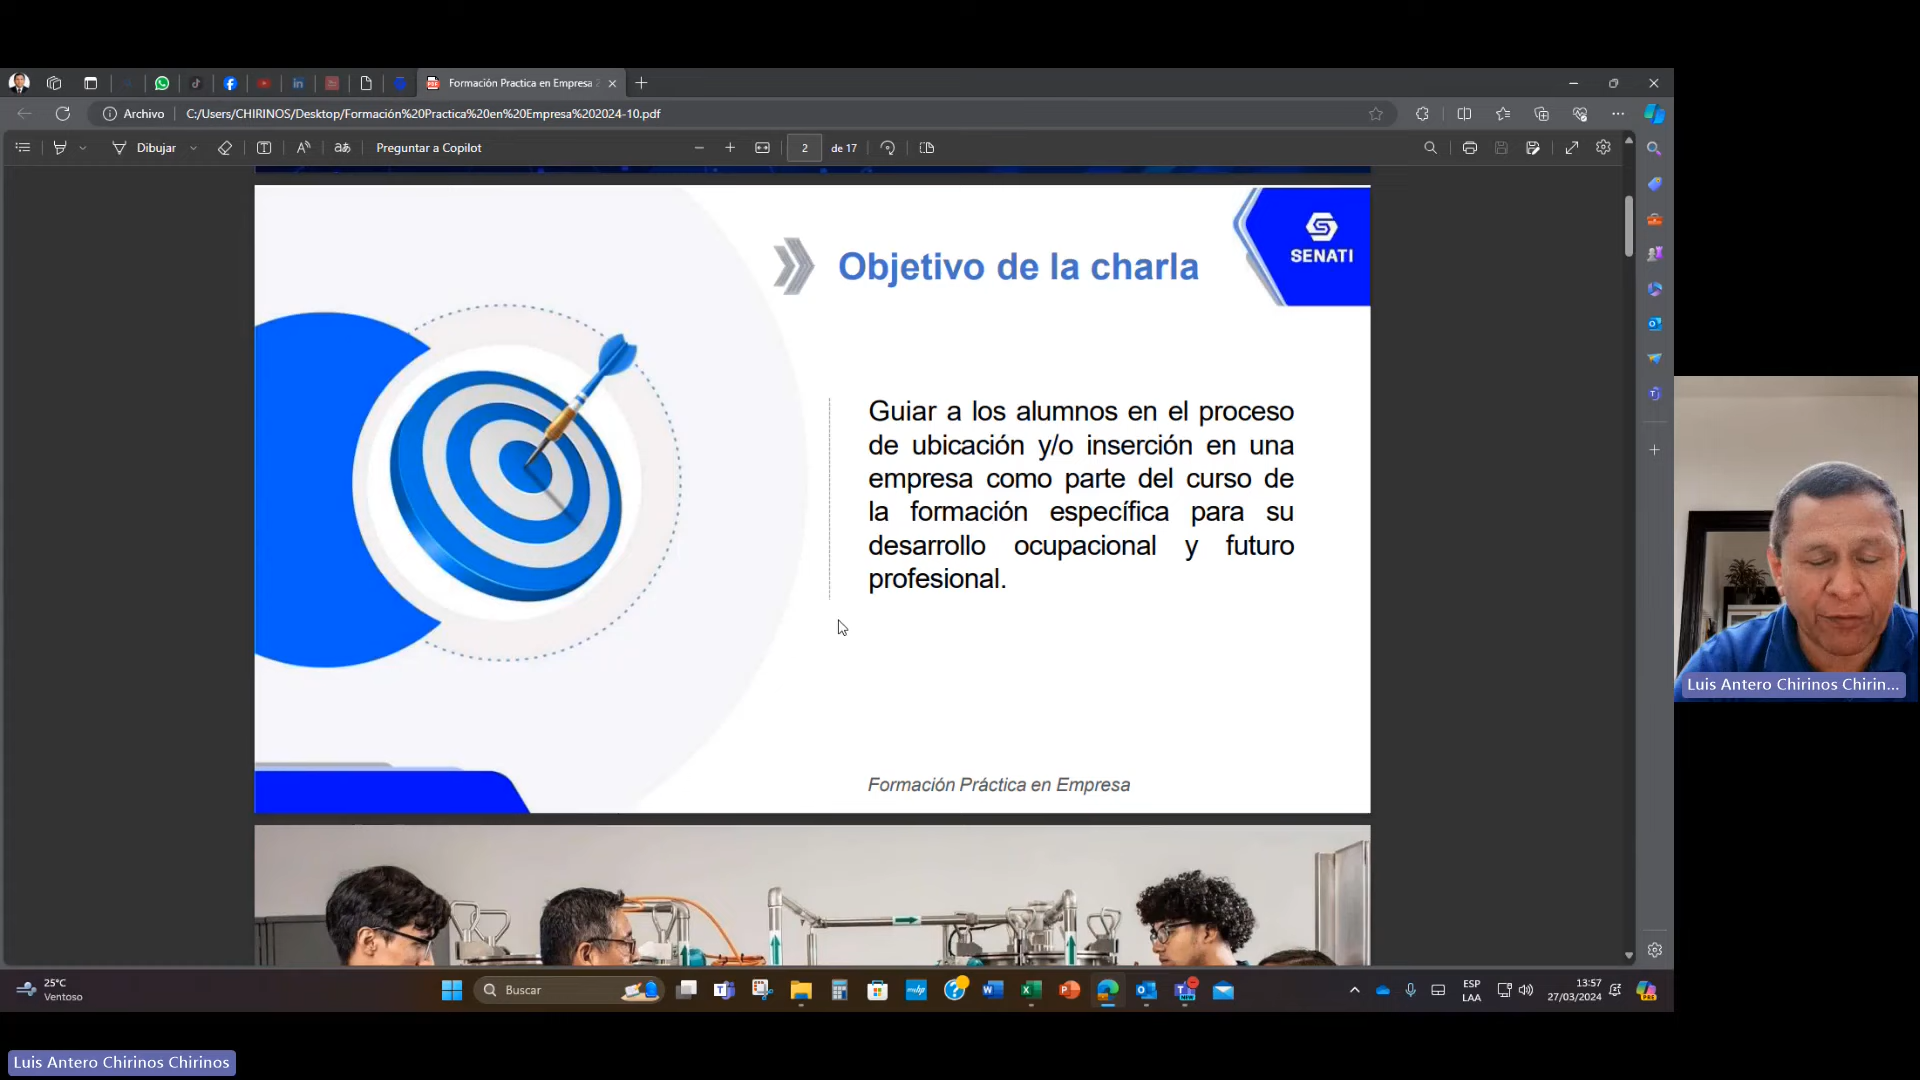 Formación Practica en Empresa 2
Archivo
C:/Users/CHIRINOS/Desktop/Formación%20Practica%20en%20Empresa%202024-10.pdf
Dibujar
Preguntar a Copilot
2
de 17
Objetivo de la charla
SENATI
Guiar a los alumnos en el proceso
de ubicación y/o inserción en una
empresa como parte del curso de
la formación específica para su
desarrollo ocupacional y futuro
profesional.
Formación Práctica en Empresa
Luis Antero Chirinos Chirin...
25°C
Ventoso
Buscar
ESP
LAA
13:57
27/03/2024
Luis Antero Chirinos Chirinos